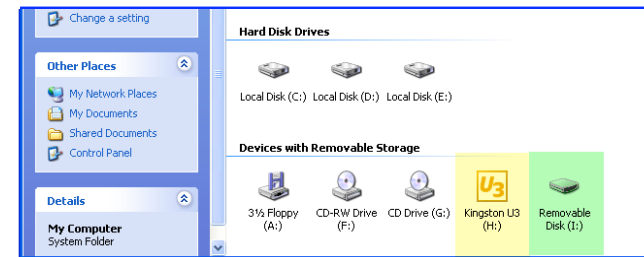 Change a setting
Other Places
My Network Places
My Documents
Shared Documents
Control Panel
Details
My Computer
System Folder
Hard Disk Drives
Local Disk (C:) Local Disk (D:) Local Disk (E:)
Devices with Removable Storage
U3
3½ Floppy (A:)
CD-RW Drive (F:)
CD Drive (G:)
Kingston U3 (H:)
Removable Disk (I:)